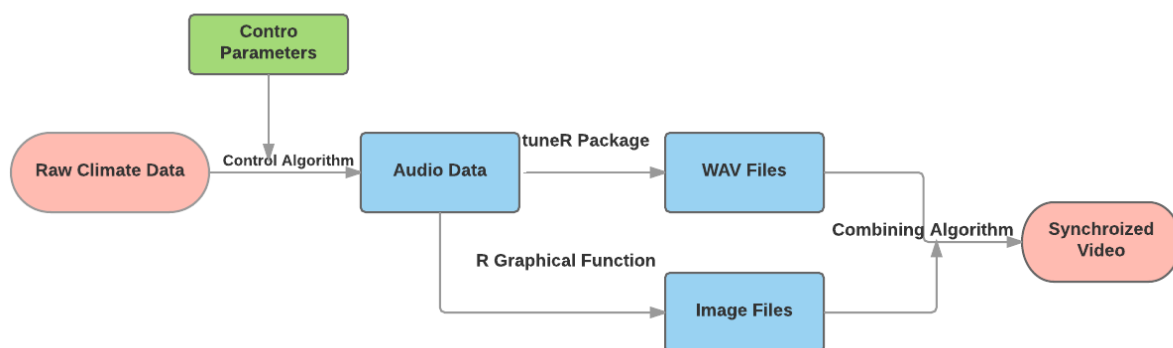 Contro
Parameters
Raw Climate Data
Control Algorithm
Audio Data
tuneR Package
WAV Files
R Graphical Function
Image Files
Combining Algorithm
Synchroized
Video